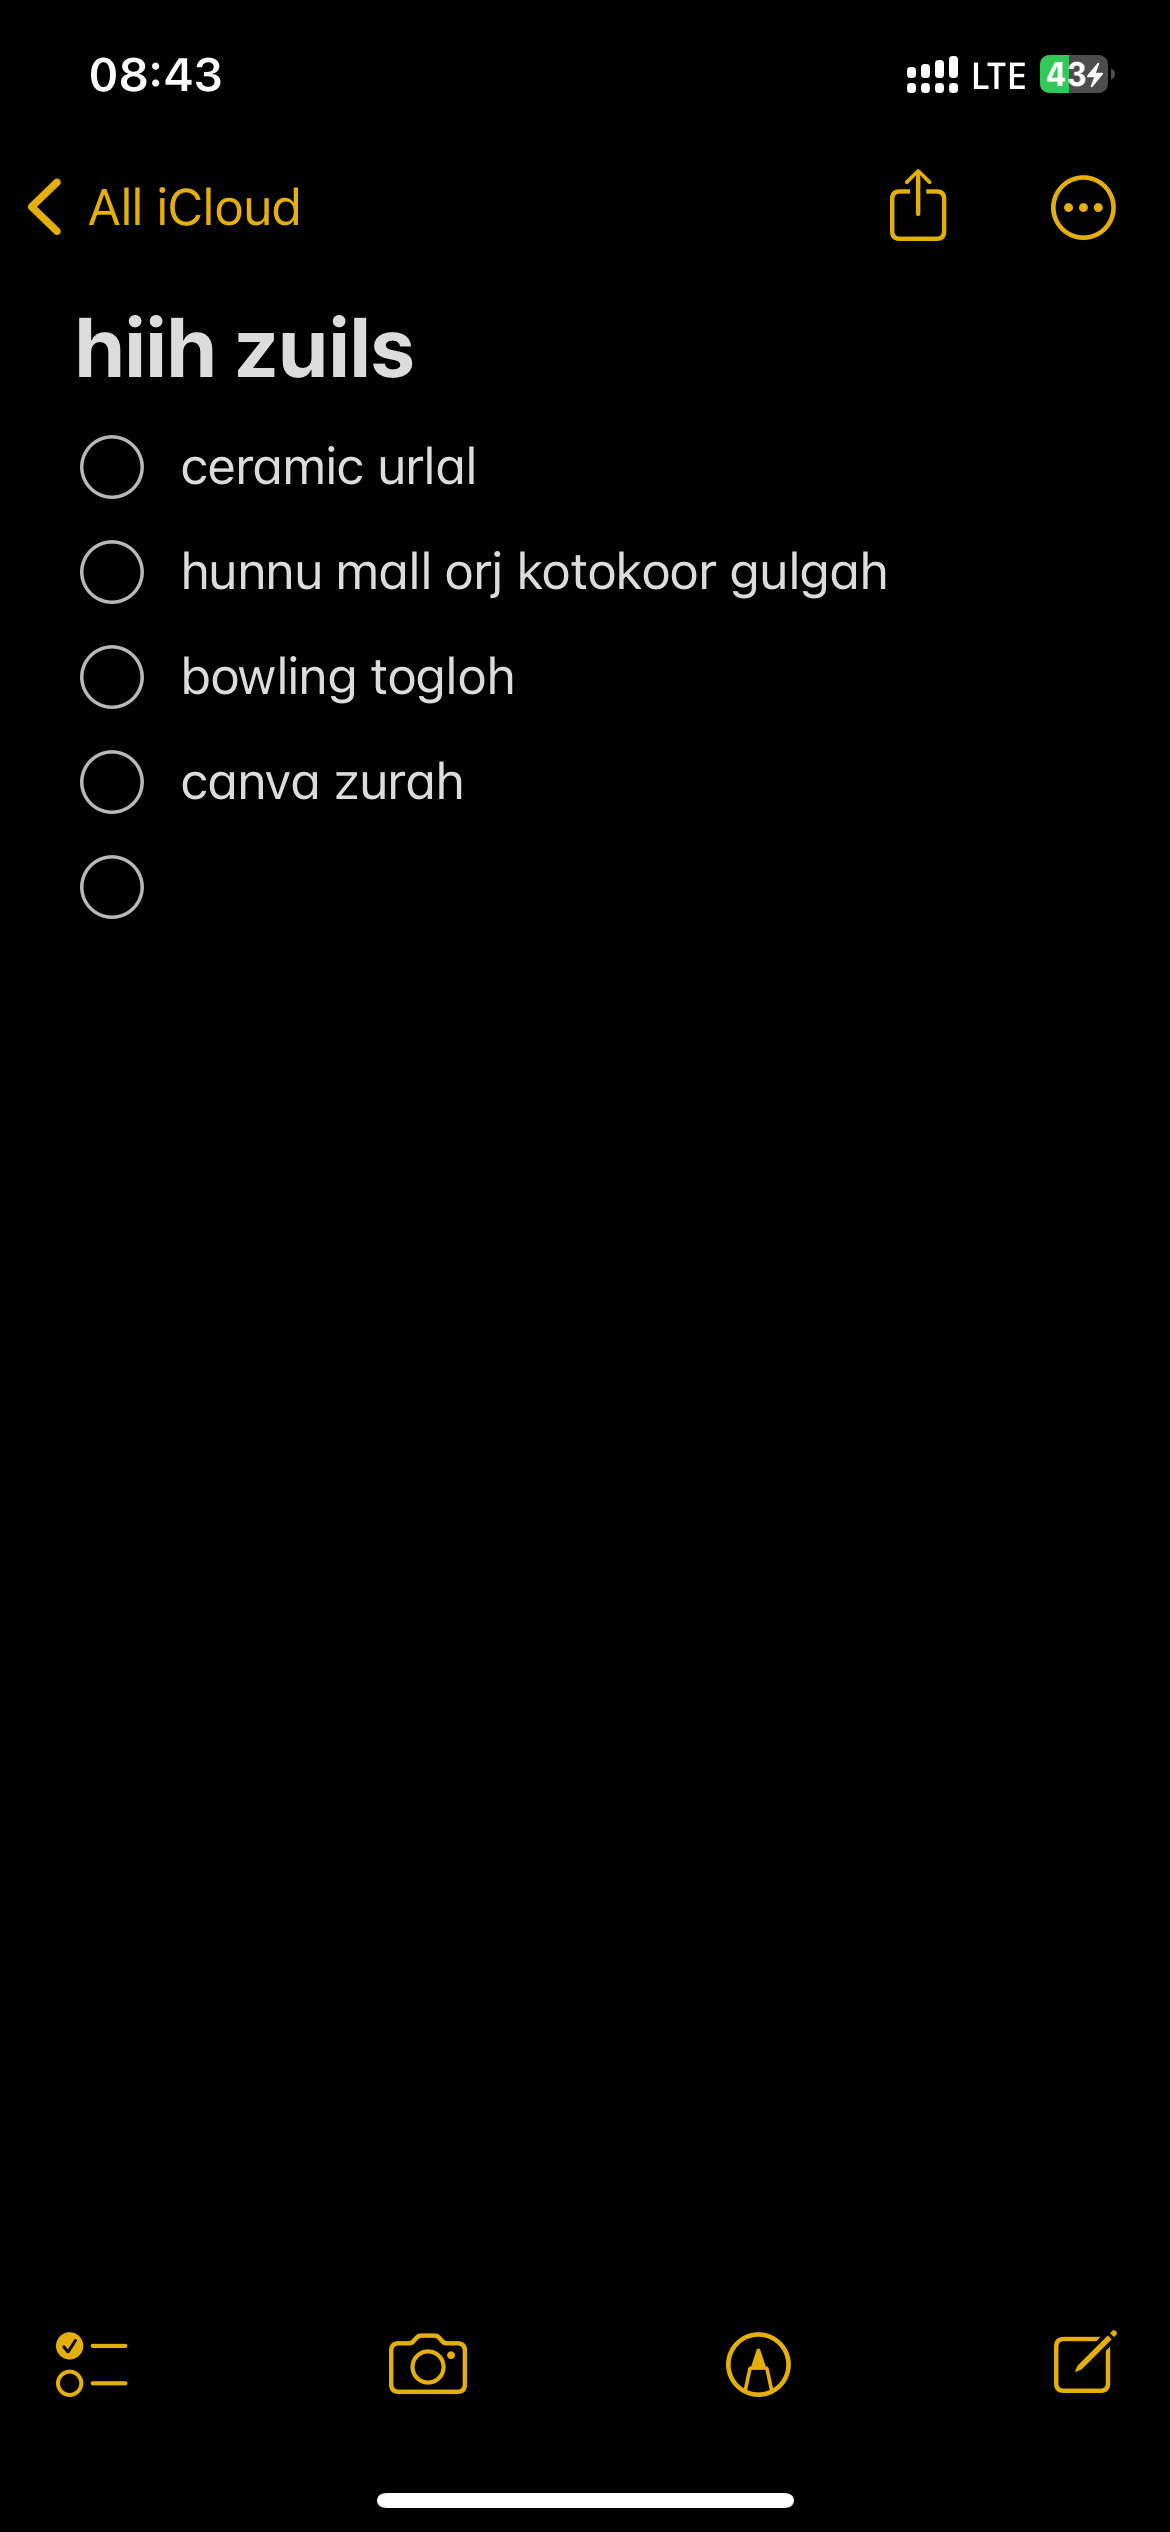 08:43
LTE 43
All iCloud
hiih zuils
ceramic urlal
hunnu mall orj kotokoor gulgah
bowling togloh
canva zurah